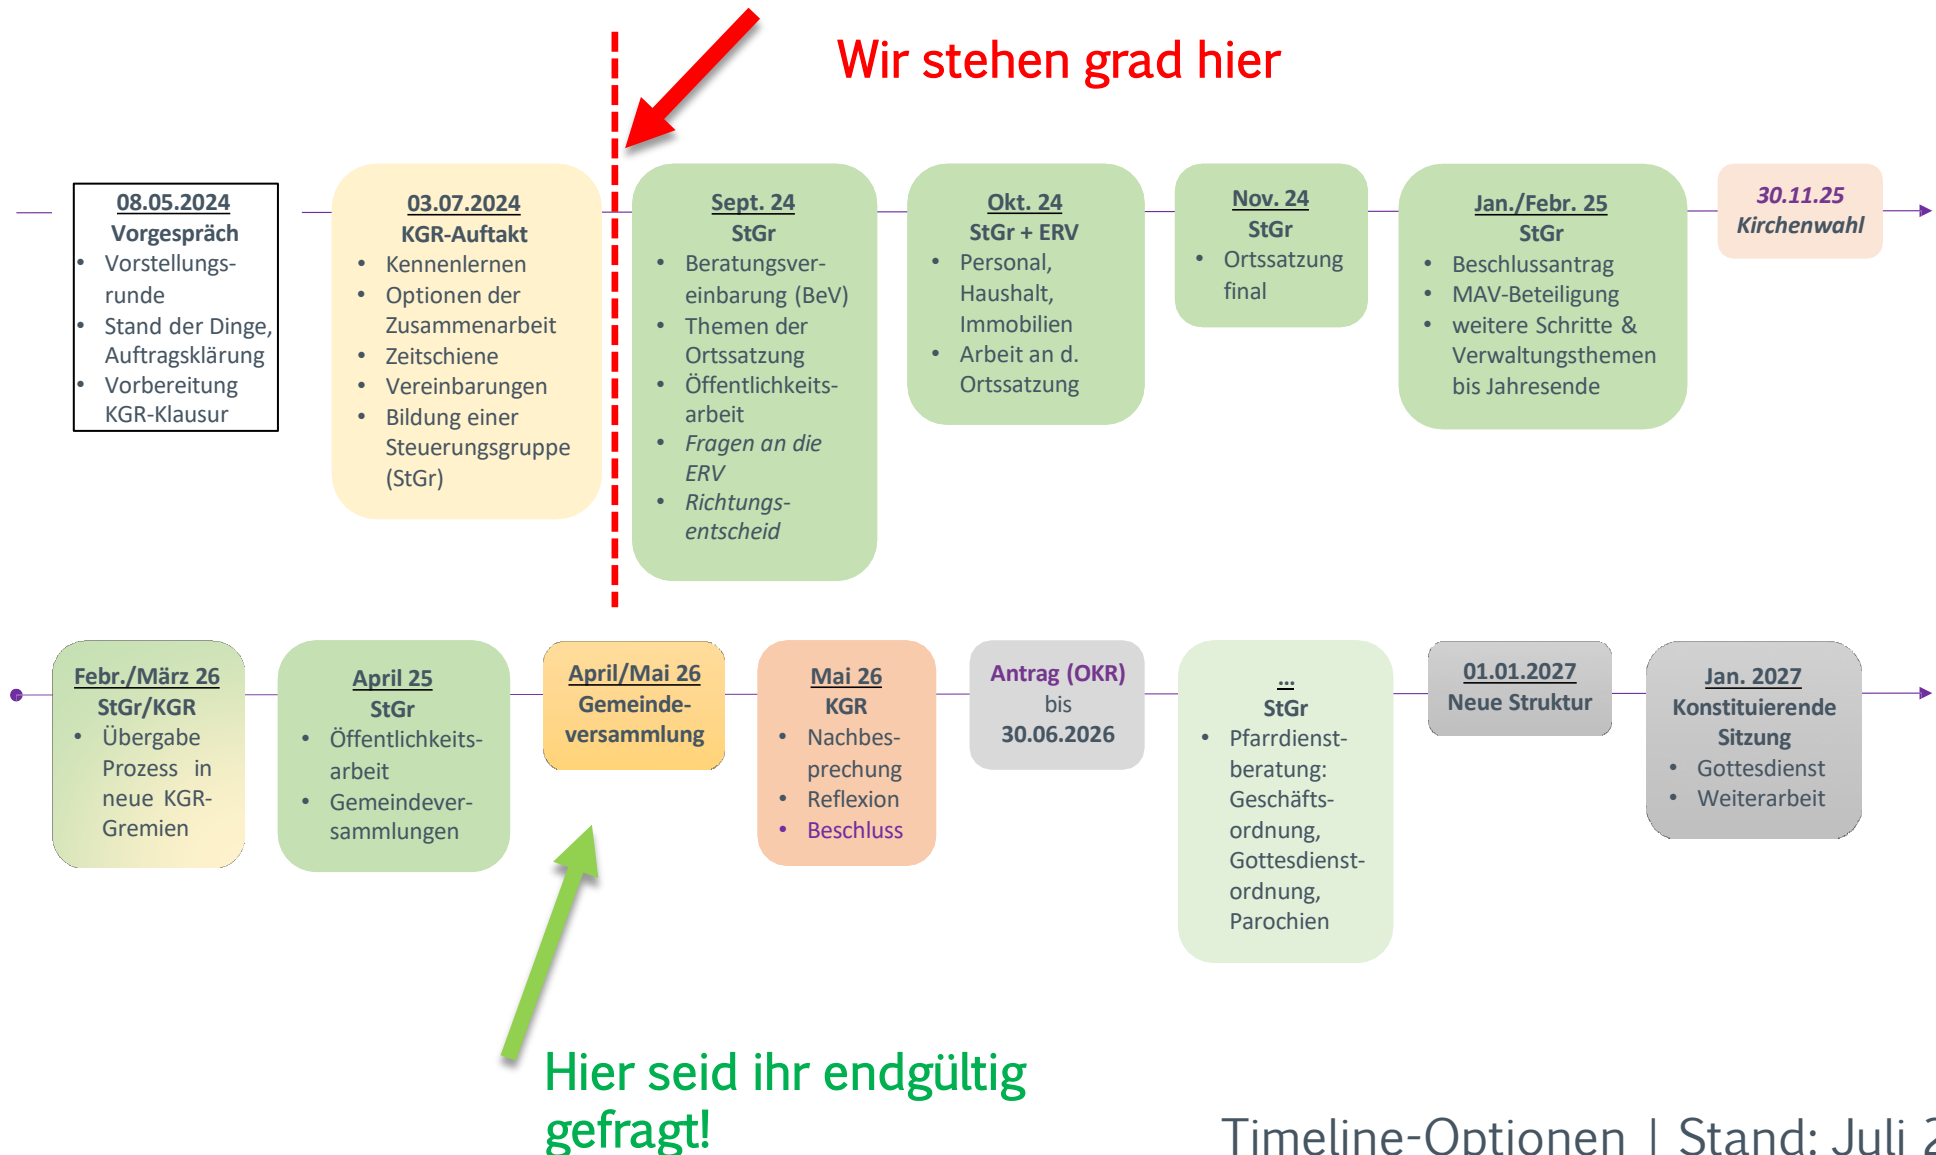 Wir stehen grad hier
08.05.2024
Vorgespräch
• Vorstellungs-
runde
• Stand der Dinge,
Auftragsklärung
• Vorbereitung
KGR-Klausur
03.07.2024
KGR-Auftakt
• Kennenlernen
• Optionen der
Zusammenarbeit
• Zeitschiene
• Vereinbarungen
• Bildung einer
Steuerungsgruppe
(StGr)
Sept. 24
StGr
• Beratungsver-
einbarung (BeV)
• Themen der
Ortssatzung
• Öffentlichkeits-
arbeit
• Fragen an die
ERV
• Richtungs-
entscheid
Okt. 24
StGr + ERV
• Personal,
Haushalt,
Immobilien
• Arbeit an d.
Ortssatzung
Nov. 24
StGr
• Ortssatzung
final
Jan./Febr. 25
StGr
• Beschlussantrag
• MAV-Beteiligung
• weitere Schritte &
Verwaltungsthemen
bis Jahresende
30.11.25
Kirchenwahl
Febr./März 26
StGr/KGR
• Übergabe
Prozess in
neue KGR-
Gremien
April 25
StGr
• Öffentlichkeits-
arbeit
• Gemeindever-
sammlungen
April/Mai 26
Gemeinde-
versammlung
Mai 26
KGR
• Nachbes-
prechung
• Reflexion
• Beschluss
Antrag (OKR)
bis
30.06.2026
...
StGr
• Pfarrdienst-
beratung:
Geschäfts-
ordnung,
Gottesdienst-
ordnung,
Parochien
01.01.2027
Neue Struktur
Jan. 2027
Konstituierende
Sitzung
• Gottesdienst
• Weiterarbeit
Hier seid ihr endgültig
gefragt!
Timeline-Optionen | Stand: Juli 2